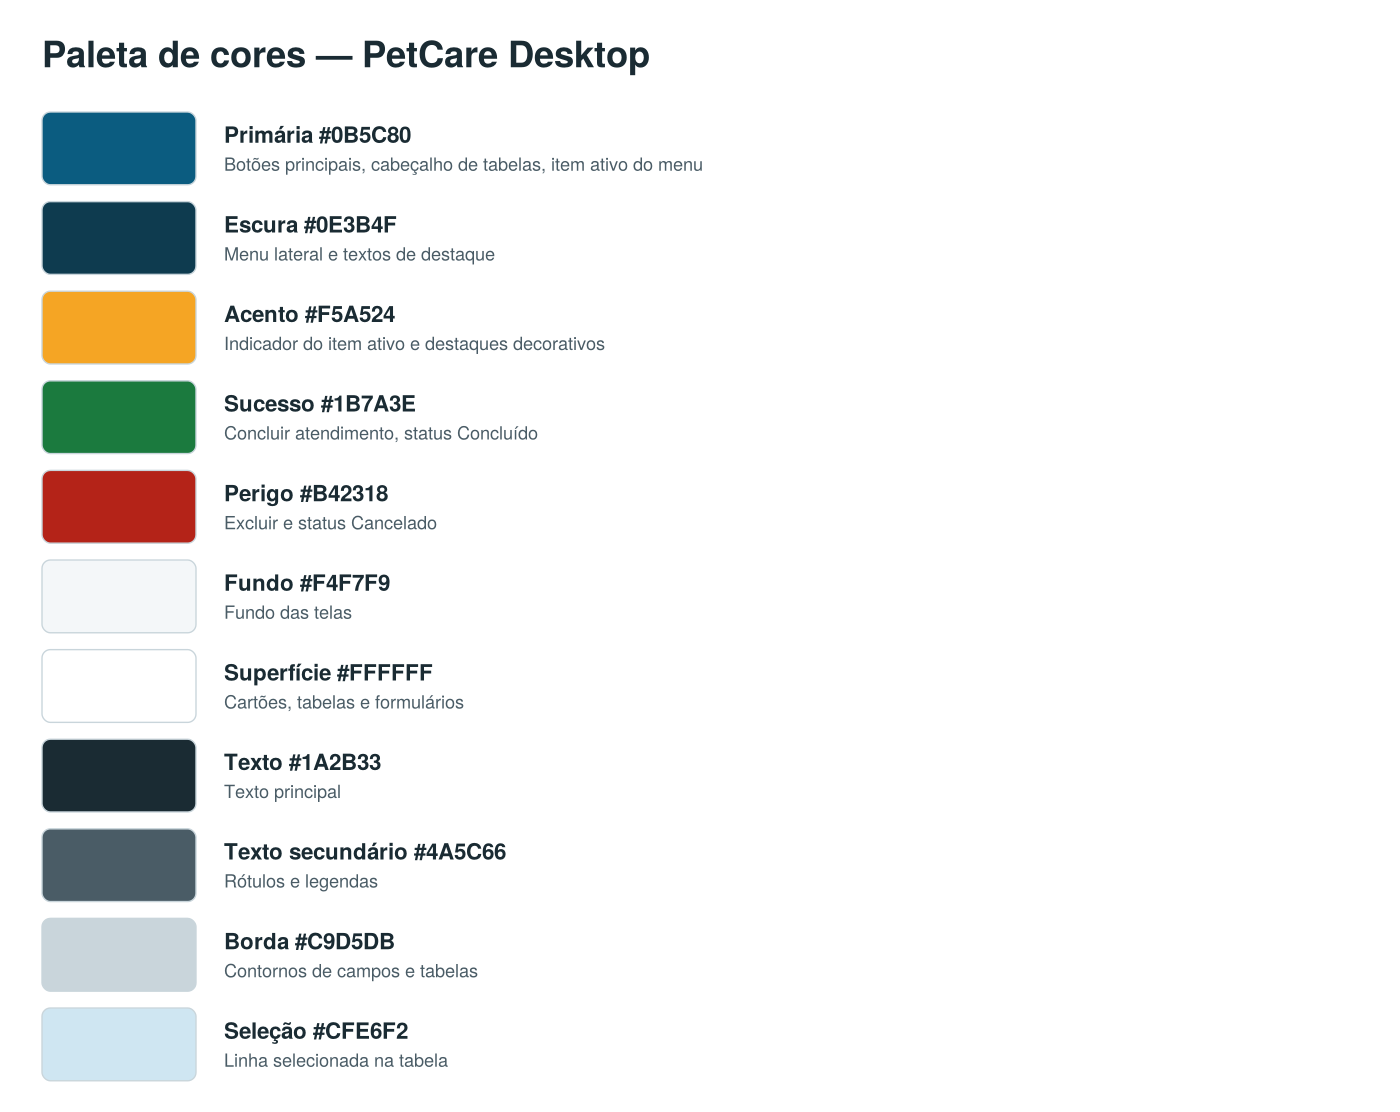 Paleta de cores — PetCare Desktop
Primária #0B5C80
Botões principais, cabeçalho de tabelas, item ativo do menu
Escura #0E3B4F
Menu lateral e textos de destaque
Acento #F5A524
Indicador do item ativo e destaques decorativos
Sucesso #1B7A3E
Concluir atendimento, status Concluído
Perigo #B42318
Excluir e status Cancelado
Fundo #F4F7F9
Fundo das telas
Superfície #FFFFFF
Cartões, tabelas e formulários
Texto #1A2B33
Texto principal
Texto secundário #4A5C66
Rótulos e legendas
Borda #C9D5DB
Contornos de campos e tabelas
Seleção #CFE6F2
Linha selecionada na tabela